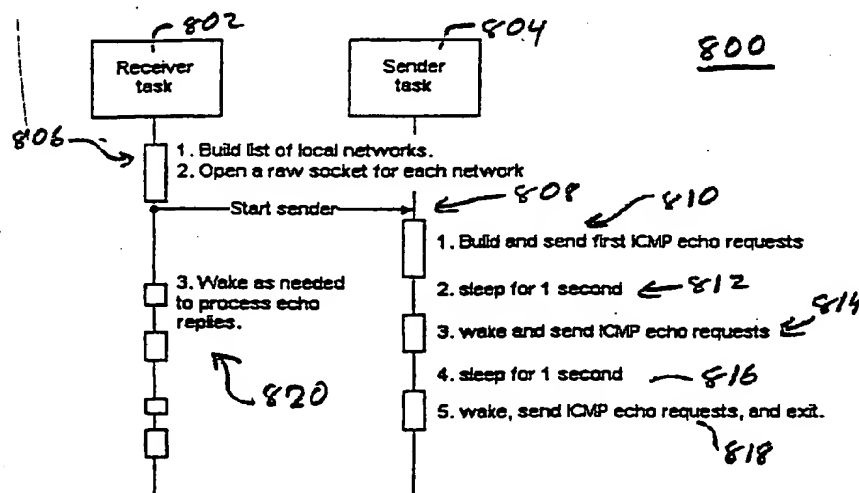 802
804
800
Receiver
task
Sender
task
806
1. Build list of local networks.
2. Open a raw socket for each network
Start sender
808
810
1. Build and send first ICMP echo requests
3. Wake as needed
to process echo
replies.
2. sleep for 1 second
812
814
3. wake and send ICMP echo requests
820
4. sleep for 1 second
816
5. wake, send ICMP echo requests, and exit.
818